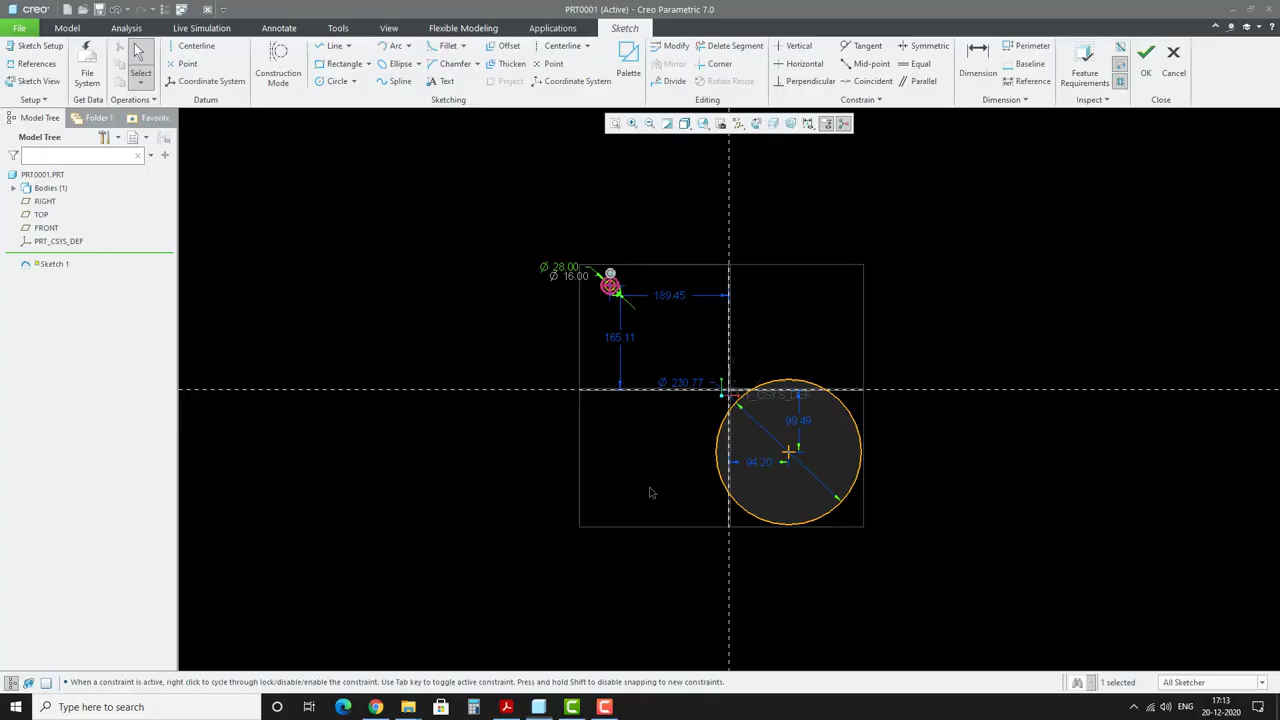 creo
PRT0001 (Active) - Creo Parametric 7.0
File
Model
Analysis
Live Simulation
Annotate
Tools
View
Flexible Modeling
Applications
Sketch
Sketch Setup
References
Sketch View
Setup
File System
Get Data
Select
Operations
Centerline
Point
Coordinate System
Datum
Construction Mode
Line
Rectangle
Circle
Arc
Ellipse
Spline
Fillet
Chamfer
Text
Offset
Thicken
Project
Centerline
Point
Coordinate System
Palette
Sketching
Modify
Mirror
Divide
Delete Segment
Corner
Rotate Resize
Editing
Vertical
Horizontal
Perpendicular
Tangent
Mid-point
Coincident
Symmetric
Equal
Parallel
Constrain
Dimension
Perimeter
Baseline
Reference
Dimension
Feature Requirements
Inspect
OK
Cancel
Close
Model Tree
Folder
Favorite
Model Tree
PRT0001.PRT
Bodies (1)
RIGHT
TOP
FRONT
PRT_CSYS_DEF
Sketch 1
Ø 28.00
Ø 16.00
189.45
165.11
Ø 230.77
CSYS_DEF
99.49
94.20
When a constraint is active, right click to cycle through lock/disable/enable the constraint. Use Tab key to toggle active constraint. Press and hold Shift to disable snapping to new constraints.
1 selected
All Sketcher
Type here to search
ENG
17:13
20-12-2020